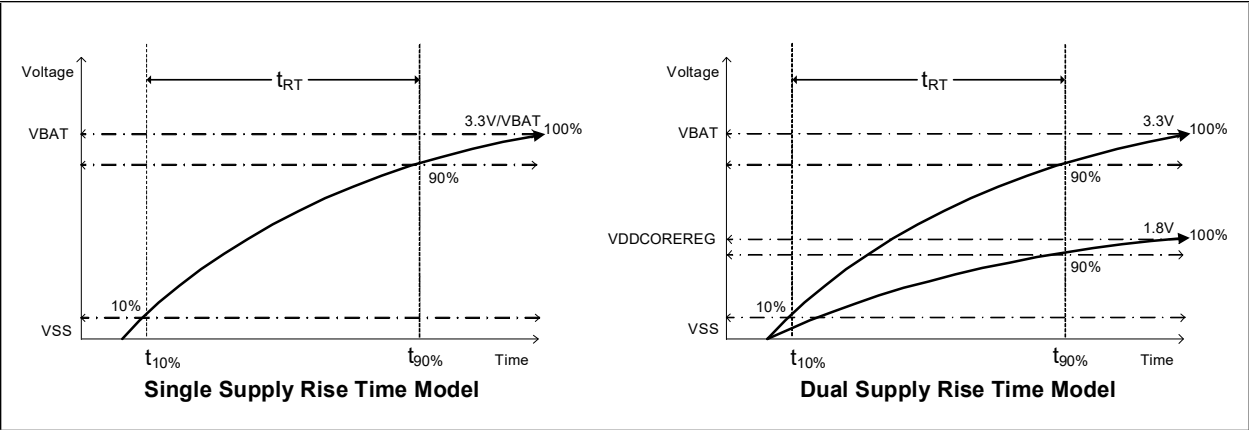 Voltage
tRT
VBAT
3.3V/VBAT
100%
90%
10%
VSS
t10%
t90%
Time
Single Supply Rise Time Model
Voltage
tRT
VBAT
3.3V
100%
90%
VDDCOREREG
1.8V
100%
90%
10%
VSS
t10%
t90%
Time
Dual Supply Rise Time Model